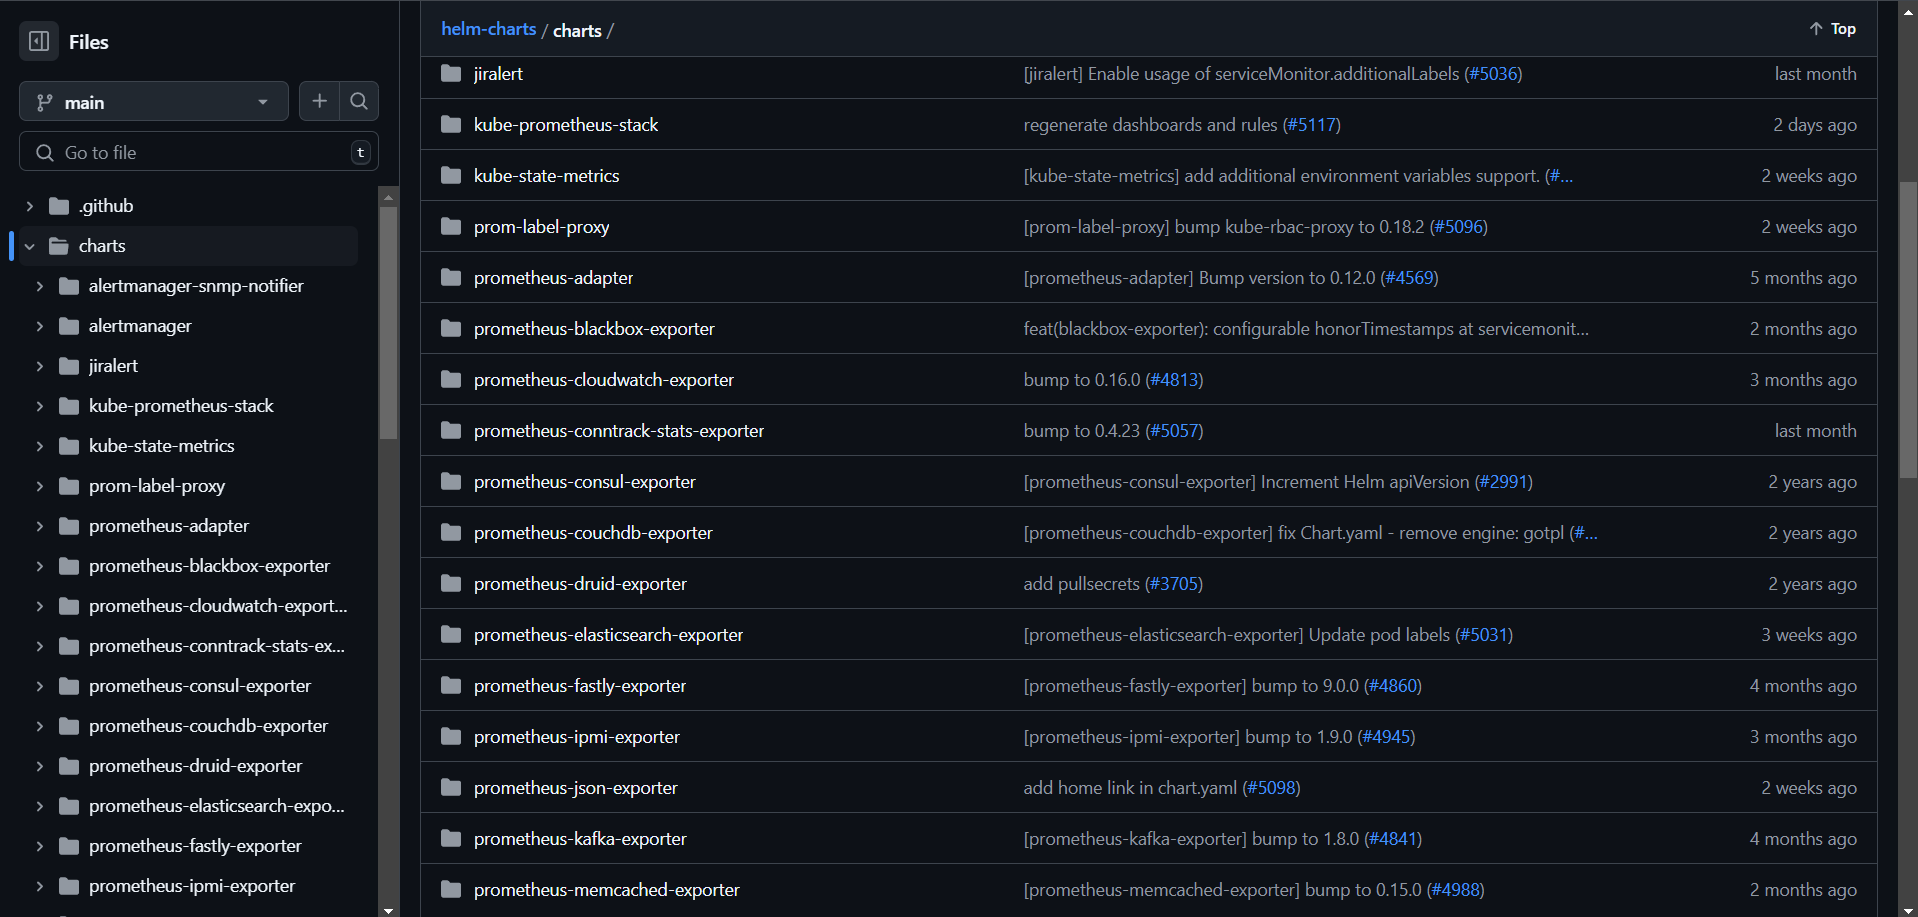 Files
main
Go to file
t
.github
charts
alertmanager-snmp-notifier
alertmanager
jiralert
kube-prometheus-stack
kube-state-metrics
prom-label-proxy
prometheus-adapter
prometheus-blackbox-exporter
prometheus-cloudwatch-export...
prometheus-conntrack-stats-ex...
prometheus-consul-exporter
prometheus-couchdb-exporter
prometheus-druid-exporter
prometheus-elasticsearch-expo...
prometheus-fastly-exporter
prometheus-ipmi-exporter
helm-charts / charts /
Top
jiralert [jiralert] Enable usage of serviceMonitor.additionalLabels (#5036) last month
kube-prometheus-stack regenerate dashboards and rules (#5117) 2 days ago
kube-state-metrics [kube-state-metrics] add additional environment variables support. (#... 2 weeks ago
prom-label-proxy [prom-label-proxy] bump kube-rbac-proxy to 0.18.2 (#5096) 2 weeks ago
prometheus-adapter [prometheus-adapter] Bump version to 0.12.0 (#4569) 5 months ago
prometheus-blackbox-exporter feat(blackbox-exporter): configurable honorTimestamps at servicemonit... 2 months ago
prometheus-cloudwatch-exporter bump to 0.16.0 (#4813) 3 months ago
prometheus-conntrack-stats-exporter bump to 0.4.23 (#5057) last month
prometheus-consul-exporter [prometheus-consul-exporter] Increment Helm apiVersion (#2991) 2 years ago
prometheus-couchdb-exporter [prometheus-couchdb-exporter] fix Chart.yaml - remove engine: gotpl (#... 2 years ago
prometheus-druid-exporter add pullsecrets (#3705) 2 years ago
prometheus-elasticsearch-exporter [prometheus-elasticsearch-exporter] Update pod labels (#5031) 3 weeks ago
prometheus-fastly-exporter [prometheus-fastly-exporter] bump to 9.0.0 (#4860) 4 months ago
prometheus-ipmi-exporter [prometheus-ipmi-exporter] bump to 1.9.0 (#4945) 3 months ago
prometheus-json-exporter add home link in chart.yaml (#5098) 2 weeks ago
prometheus-kafka-exporter [prometheus-kafka-exporter] bump to 1.8.0 (#4841) 4 months ago
prometheus-memcached-exporter [prometheus-memcached-exporter] bump to 0.15.0 (#4988) 2 months ago